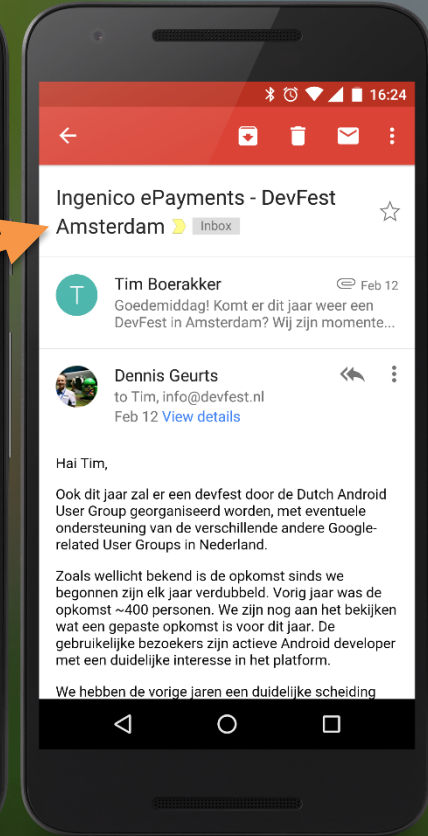 16:24
Ingenico ePayments - DevFest
Amsterdam Inbox
T
Tim Boerakker Feb 12
Goedemiddag! Komt er dit jaar weer een
DevFest in Amsterdam? Wij zijn momente...
Dennis Geurts
to Tim, info@devfest.nl
Feb 12 View details
Hai Tim,
Ook dit jaar zal er een devfest door de Dutch Android
User Group georganiseerd worden, met eventuele
ondersteuning van de verschillende andere Google-
related User Groups in Nederland.
Zoals wellicht bekend is de opkomst sinds we
begonnen zijn elk jaar verdubbeld. Vorig jaar was de
opkomst ~400 personen. We zijn nog aan het bekijken
wat een gepaste opkomst is voor dit jaar. De
gebruikelijke bezoekers zijn actieve Android developer
met een duidelijke interesse in het platform.
We hebben de vorige jaren een duidelijke scheiding